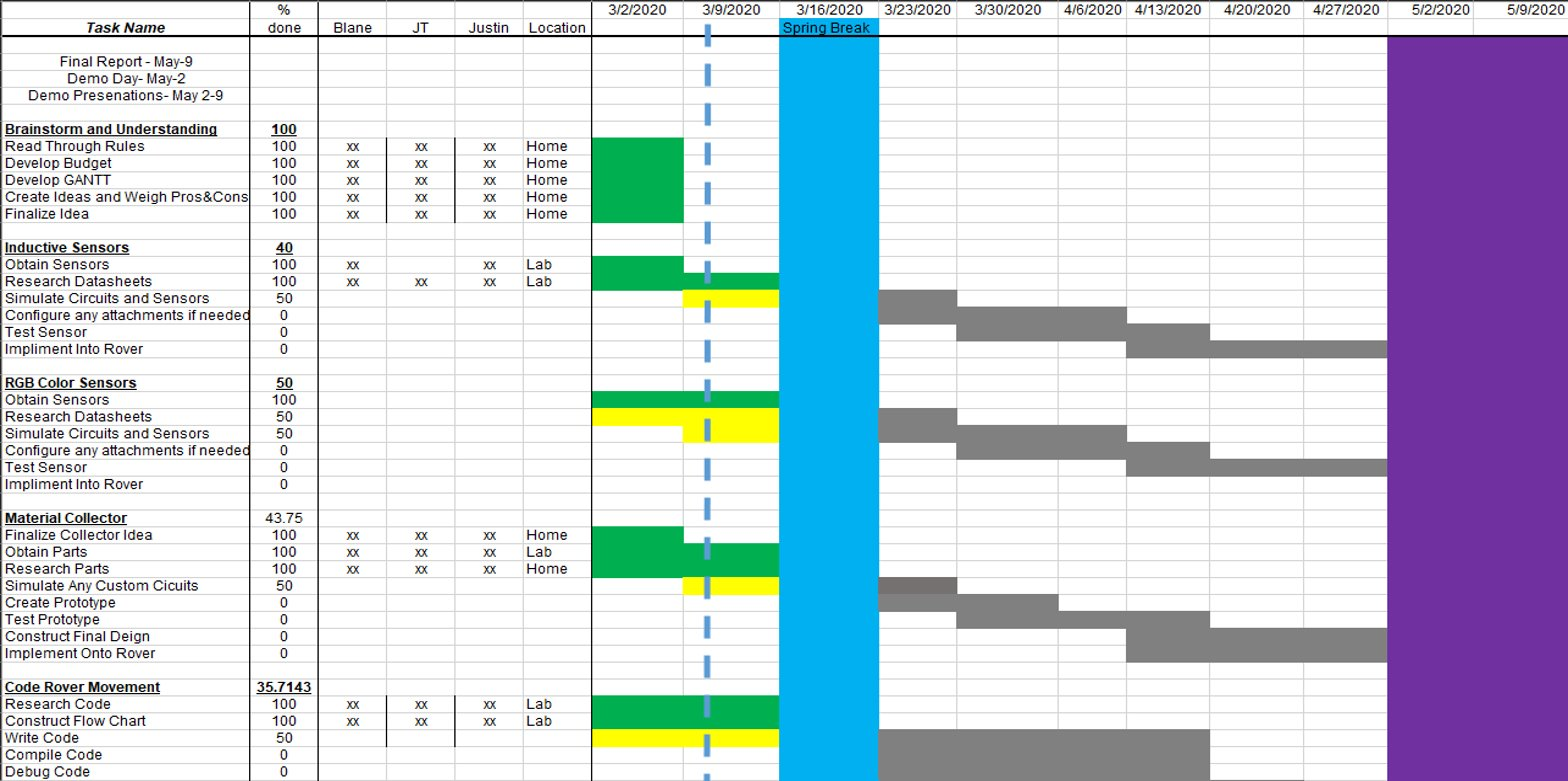 % 3/2/2020 3/9/2020 3/16/2020 3/23/2020 3/30/2020 4/6/2020 4/13/2020 4/20/2020 4/27/2020 5/2/2020 5/9/2020
Task Name done Blane JT Justin Location Spring Break
Final Report - May-9
Demo Day- May-2
Demo Presenations- May 2-9
Brainstorm and Understanding 100
Read Through Rules 100 xx xx xx Home
Develop Budget 100 xx xx xx Home
Develop GANTT 100 xx xx xx Home
Create Ideas and Weigh Pros&Cons 100 xx xx xx Home
Finalize Idea 100 xx xx xx Home
Inductive Sensors 40
Obtain Sensors 100 xx xx Lab
Research Datasheets 100 xx xx xx Lab
Simulate Circuits and Sensors 50
Configure any attachments if needed 0
Test Sensor 0
Impliment Into Rover 0
RGB Color Sensors 50
Obtain Sensors 100
Research Datasheets 50
Simulate Circuits and Sensors 50
Configure any attachments if needed 0
Test Sensor 0
Impliment Into Rover 0
Material Collector 43.75
Finalize Collector Idea 100 xx xx xx Home
Obtain Parts 100 xx xx xx Lab
Research Parts 100 xx xx xx Home
Simulate Any Custom Cicuits 50
Create Prototype 0
Test Prototype 0
Construct Final Deign 0
Implement Onto Rover 0
Code Rover Movement 35.7143
Research Code 100 xx xx xx Lab
Construct Flow Chart 100 xx xx xx Lab
Write Code 50
Compile Code 0
Debug Code 0